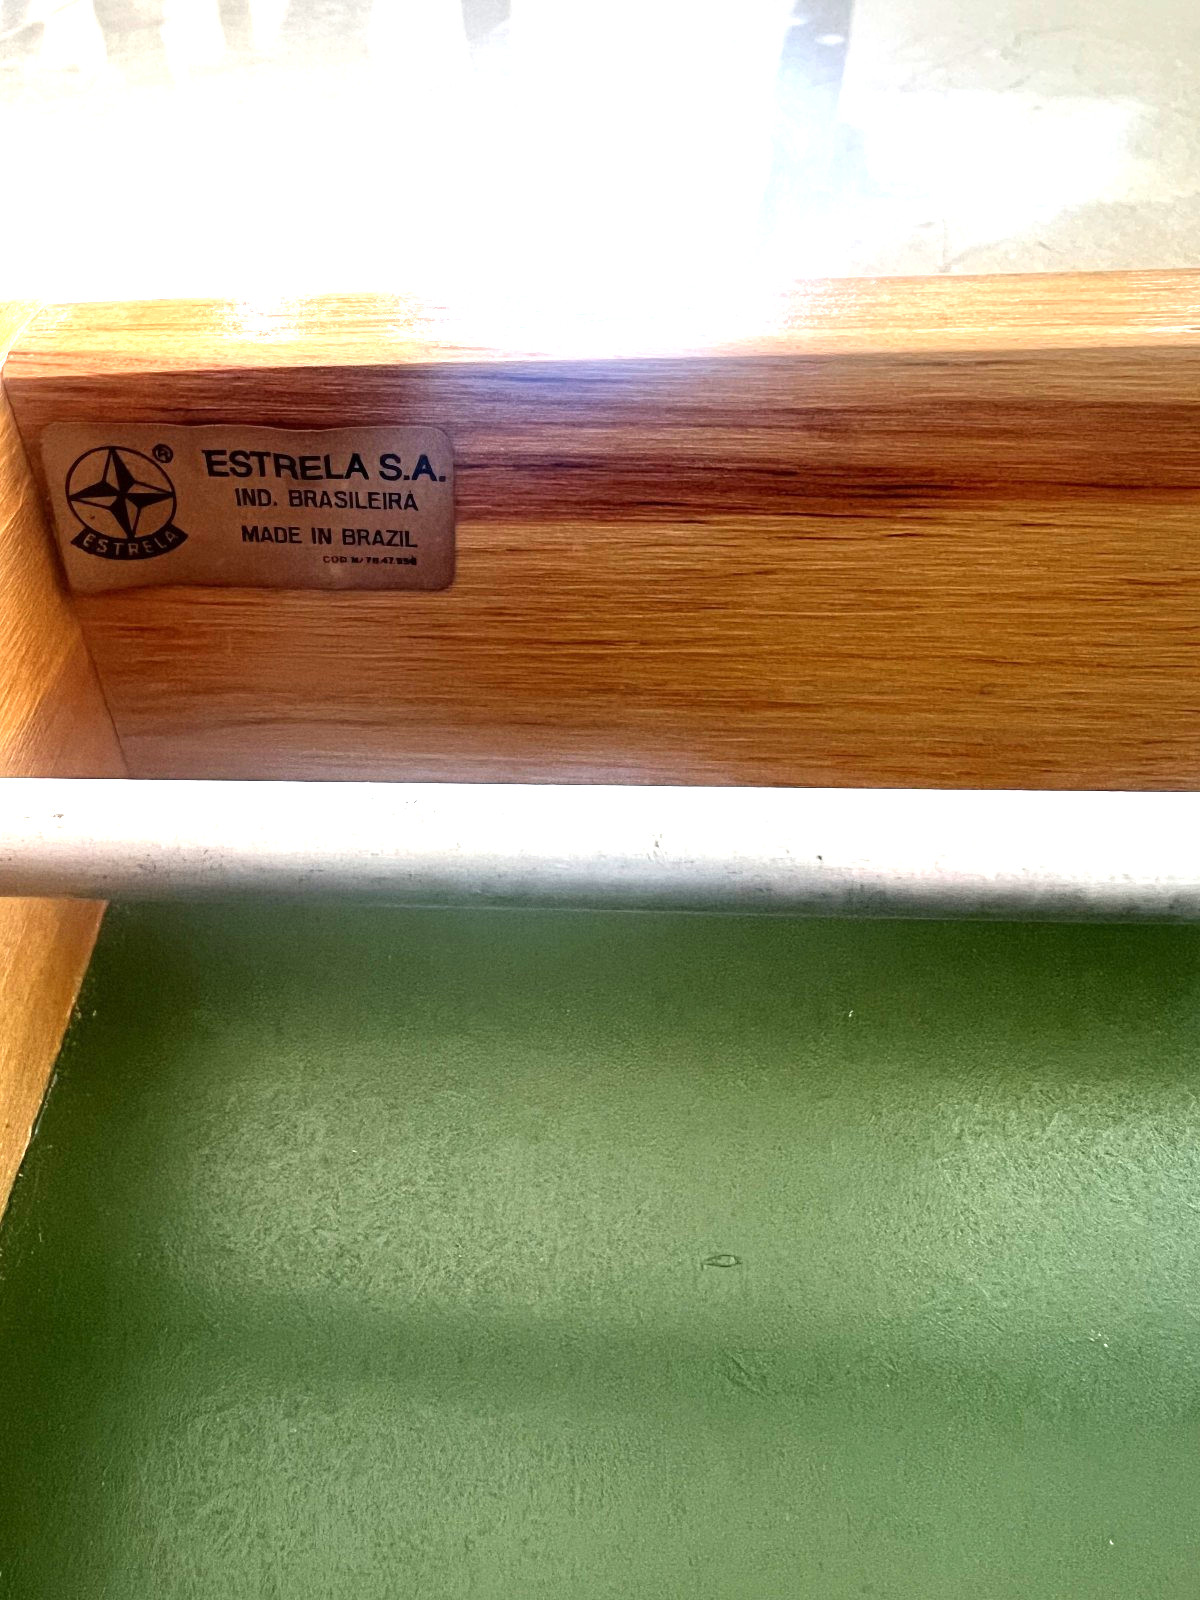 ®
ESTRELA S.A.
IND. BRASILEIRA
MADE IN BRAZIL
ESTRELA